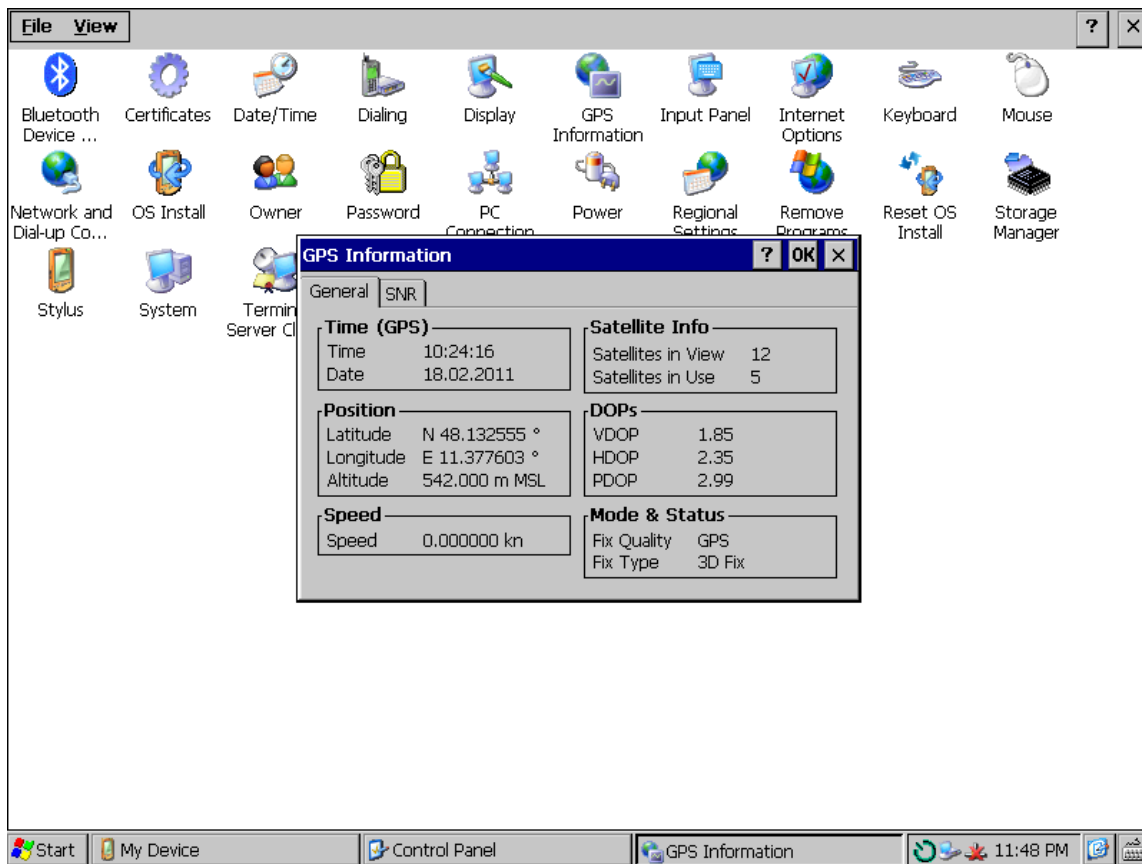 File View ?
Bluetooth Certificates Date/Time Dialing Display GPS Input Panel Internet Keyboard Mouse
Device ... Information Options
Network and OS Install Owner Password PC Power Regional Remove Reset OS Storage
Dial-up Co... Connection Settings Programs Install Manager
GPS Information ? OK
Stylus System Termin
Server Cl
General SNR
Time (GPS)
Time 10:24:16
Date 18.02.2011
Satellite Info
Satellites in View 12
Satellites in Use 5
Position
Latitude N 48.132555 °
Longitude E 11.377603 °
Altitude 542.000 m MSL
DOPs
VDOP 1.85
HDOP 2.35
PDOP 2.99
Speed
Speed 0.000000 kn
Mode & Status
Fix Quality GPS
Fix Type 3D Fix
Start My Device Control Panel GPS Information 11:48 PM